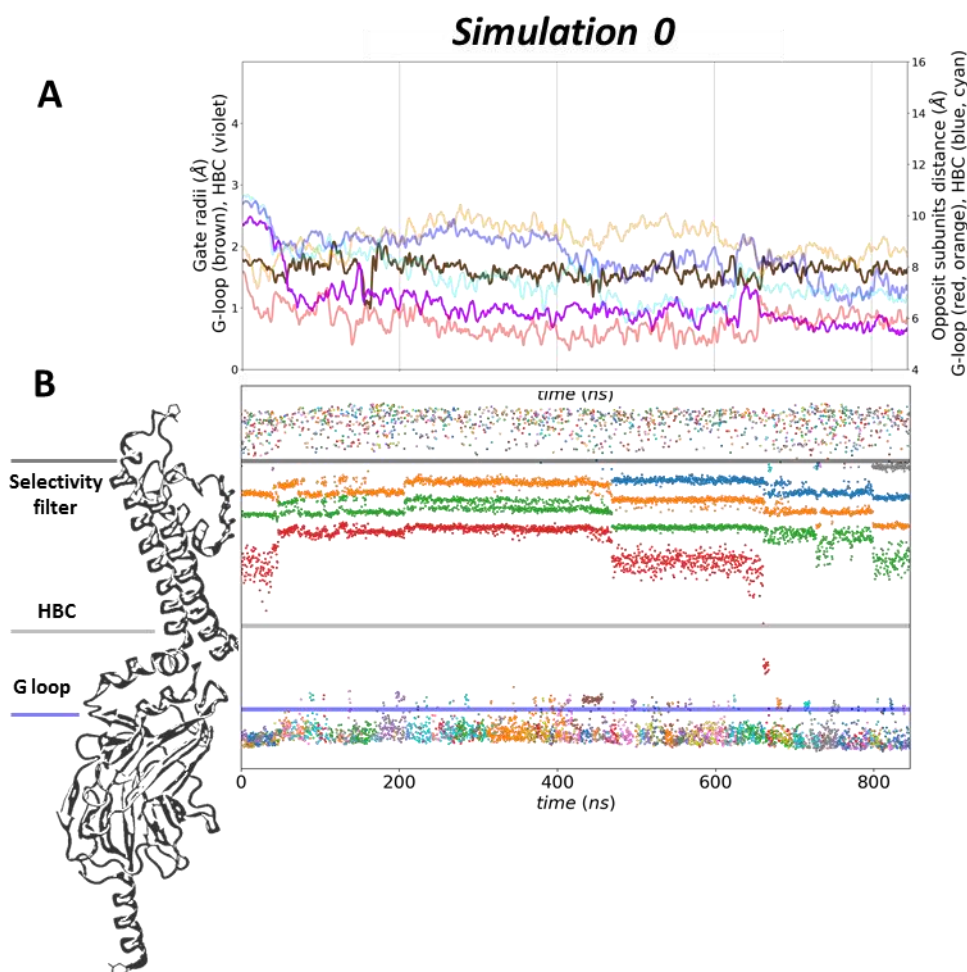 Simulation 0
A
Gate radii (Å)
G-loop (brown), HBC (violet)
4
3
2
1
0
16
14
12
10
8
6
4
Opposit subunits distance (Å)
G-loop (red, orange), HBC (blue, cyan)
B
time (ns)
Selectivity
filter
HBC
G loop
0 200 400 600 800
time (ns)